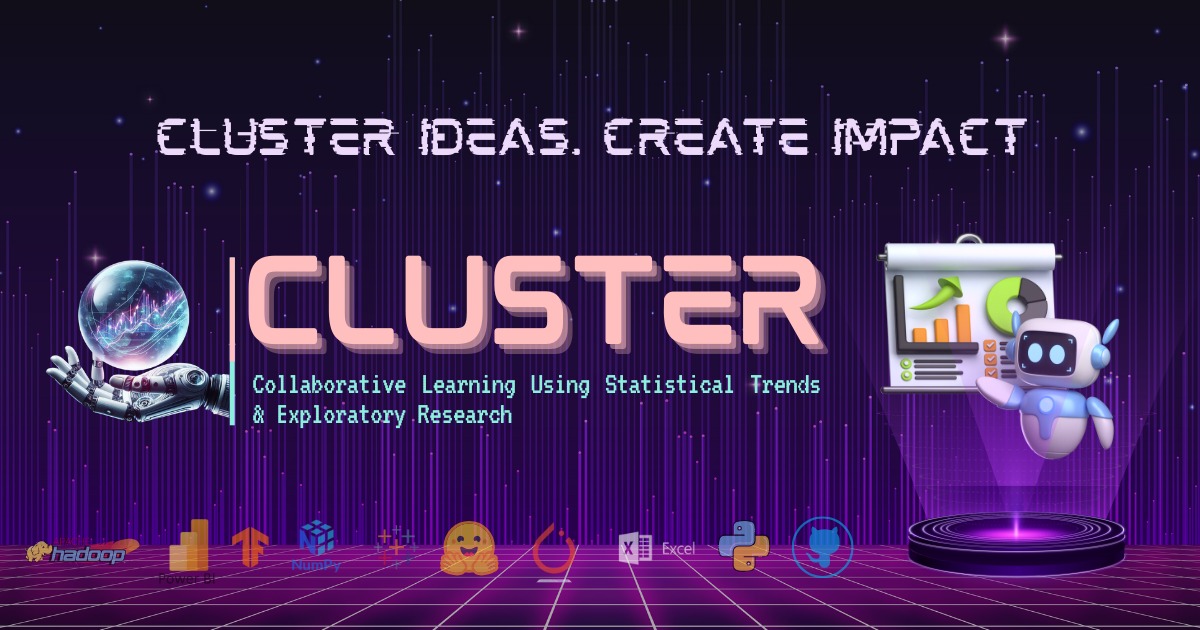 CLUSTER IDEAS. CREATE IMPACT
CLUSTER
Collaborative Learning Using Statistical Trends
& Exploratory Research
hadoop
Power BI
NumPy
X
Excel